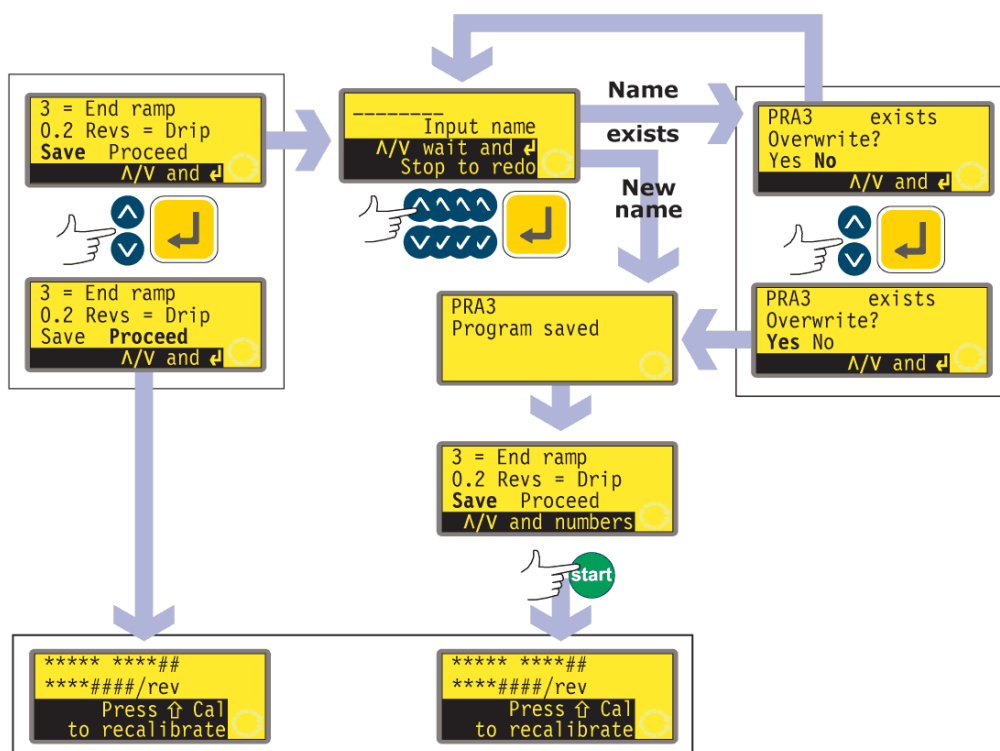 3 = End ramp
0.2 Revs = Drip
Save Proceed
∧/∨ and ↵
3 = End ramp
0.2 Revs = Drip
Save Proceed
∧/∨ and ↵
________
Input name
∧/∨ wait and ↵
Stop to redo
Name
exists
New
name
PRA3 exists
Overwrite?
Yes No
∧/∨ and ↵
PRA3 exists
Overwrite?
Yes No
∧/∨ and ↵
PRA3
Program saved
3 = End ramp
0.2 Revs = Drip
Save Proceed
∧/∨ and numbers
start
***** ****##
****####/rev
Press ⇧ Cal
to recalibrate
***** ****##
****####/rev
Press ⇧ Cal
to recalibrate